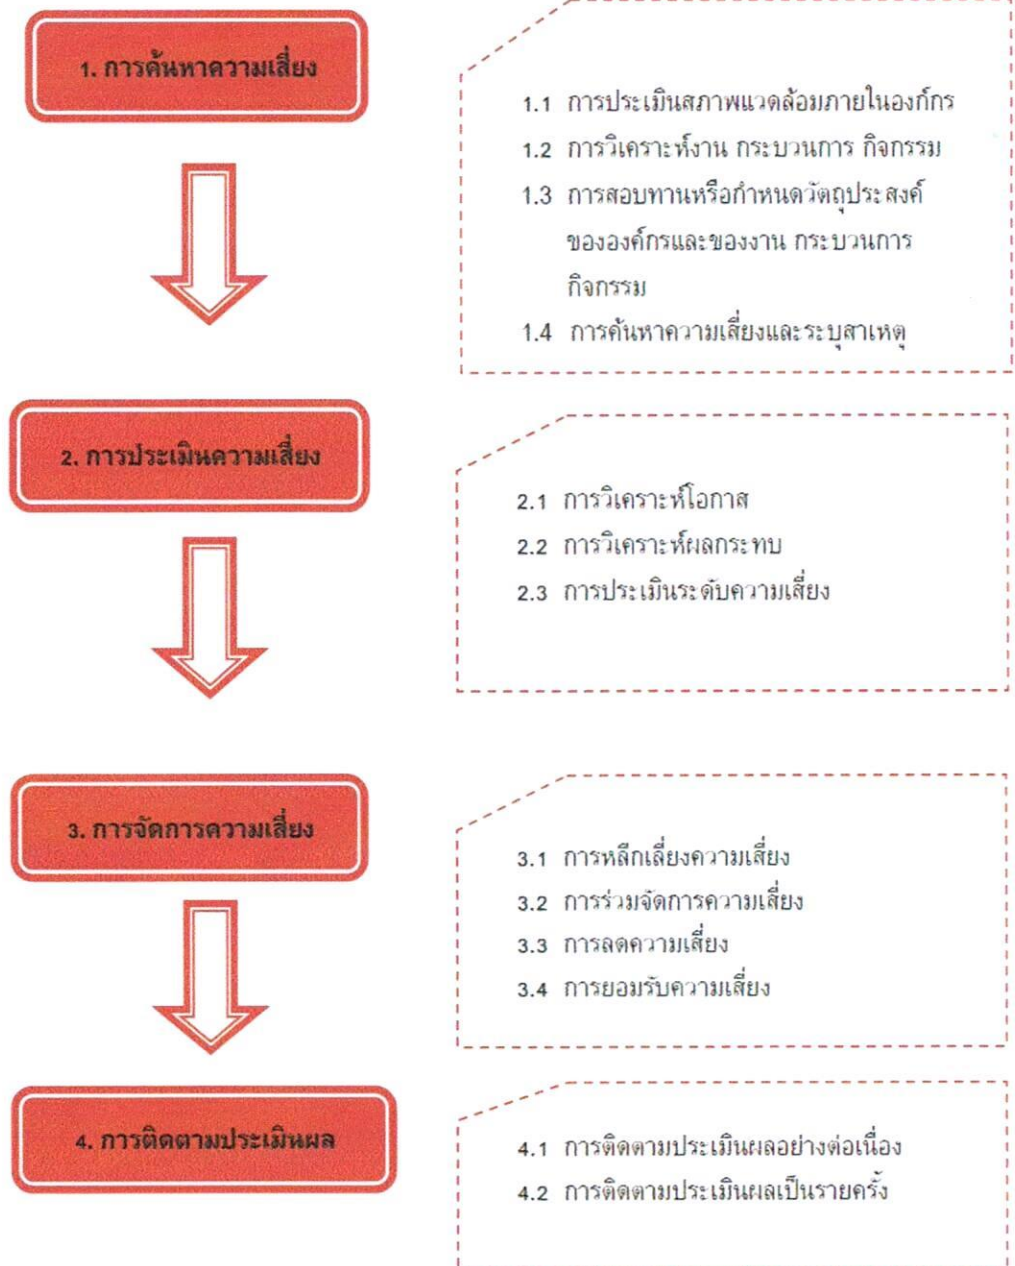 1. การค้นหาความเสี่ยง
1.1 การประเมินสภาพแวดล้อมภายในองค์กร
1.2 การวิเคราะห์งาน กระบวนการ กิจกรรม
1.3 การสอบทานหรือกำหนดวัตถุประสงค์
ขององค์กรและของงาน กระบวนการ
กิจกรรม
1.4 การค้นหาความเสี่ยงและระบุสาเหตุ
2. การประเมินความเสี่ยง
2.1 การวิเคราะห์โอกาส
2.2 การวิเคราะห์ผลกระทบ
2.3 การประเมินระดับความเสี่ยง
3. การจัดการความเสี่ยง
3.1 การหลีกเลี่ยงความเสี่ยง
3.2 การร่วมจัดการความเสี่ยง
3.3 การลดความเสี่ยง
3.4 การยอมรับความเสี่ยง
4. การติดตามประเมินผล
4.1 การติดตามประเมินผลอย่างต่อเนื่อง
4.2 การติดตามประเมินผลเป็นรายครั้ง